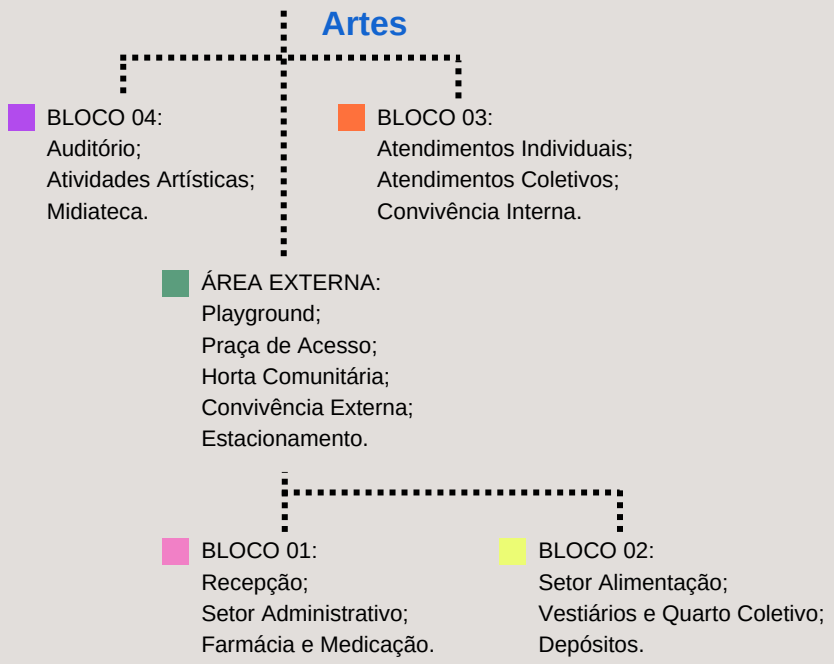 Artes
BLOCO 04:
Auditório;
Atividades Artísticas;
Midiateca.
BLOCO 03:
Atendimentos Individuais;
Atendimentos Coletivos;
Convivência Interna.
ÁREA EXTERNA:
Playground;
Praça de Acesso;
Horta Comunitária;
Convivência Externa;
Estacionamento.
BLOCO 01:
Recepção;
Setor Administrativo;
Farmácia e Medicação.
BLOCO 02:
Setor Alimentação;
Vestiários e Quarto Coletivo;
Depósitos.